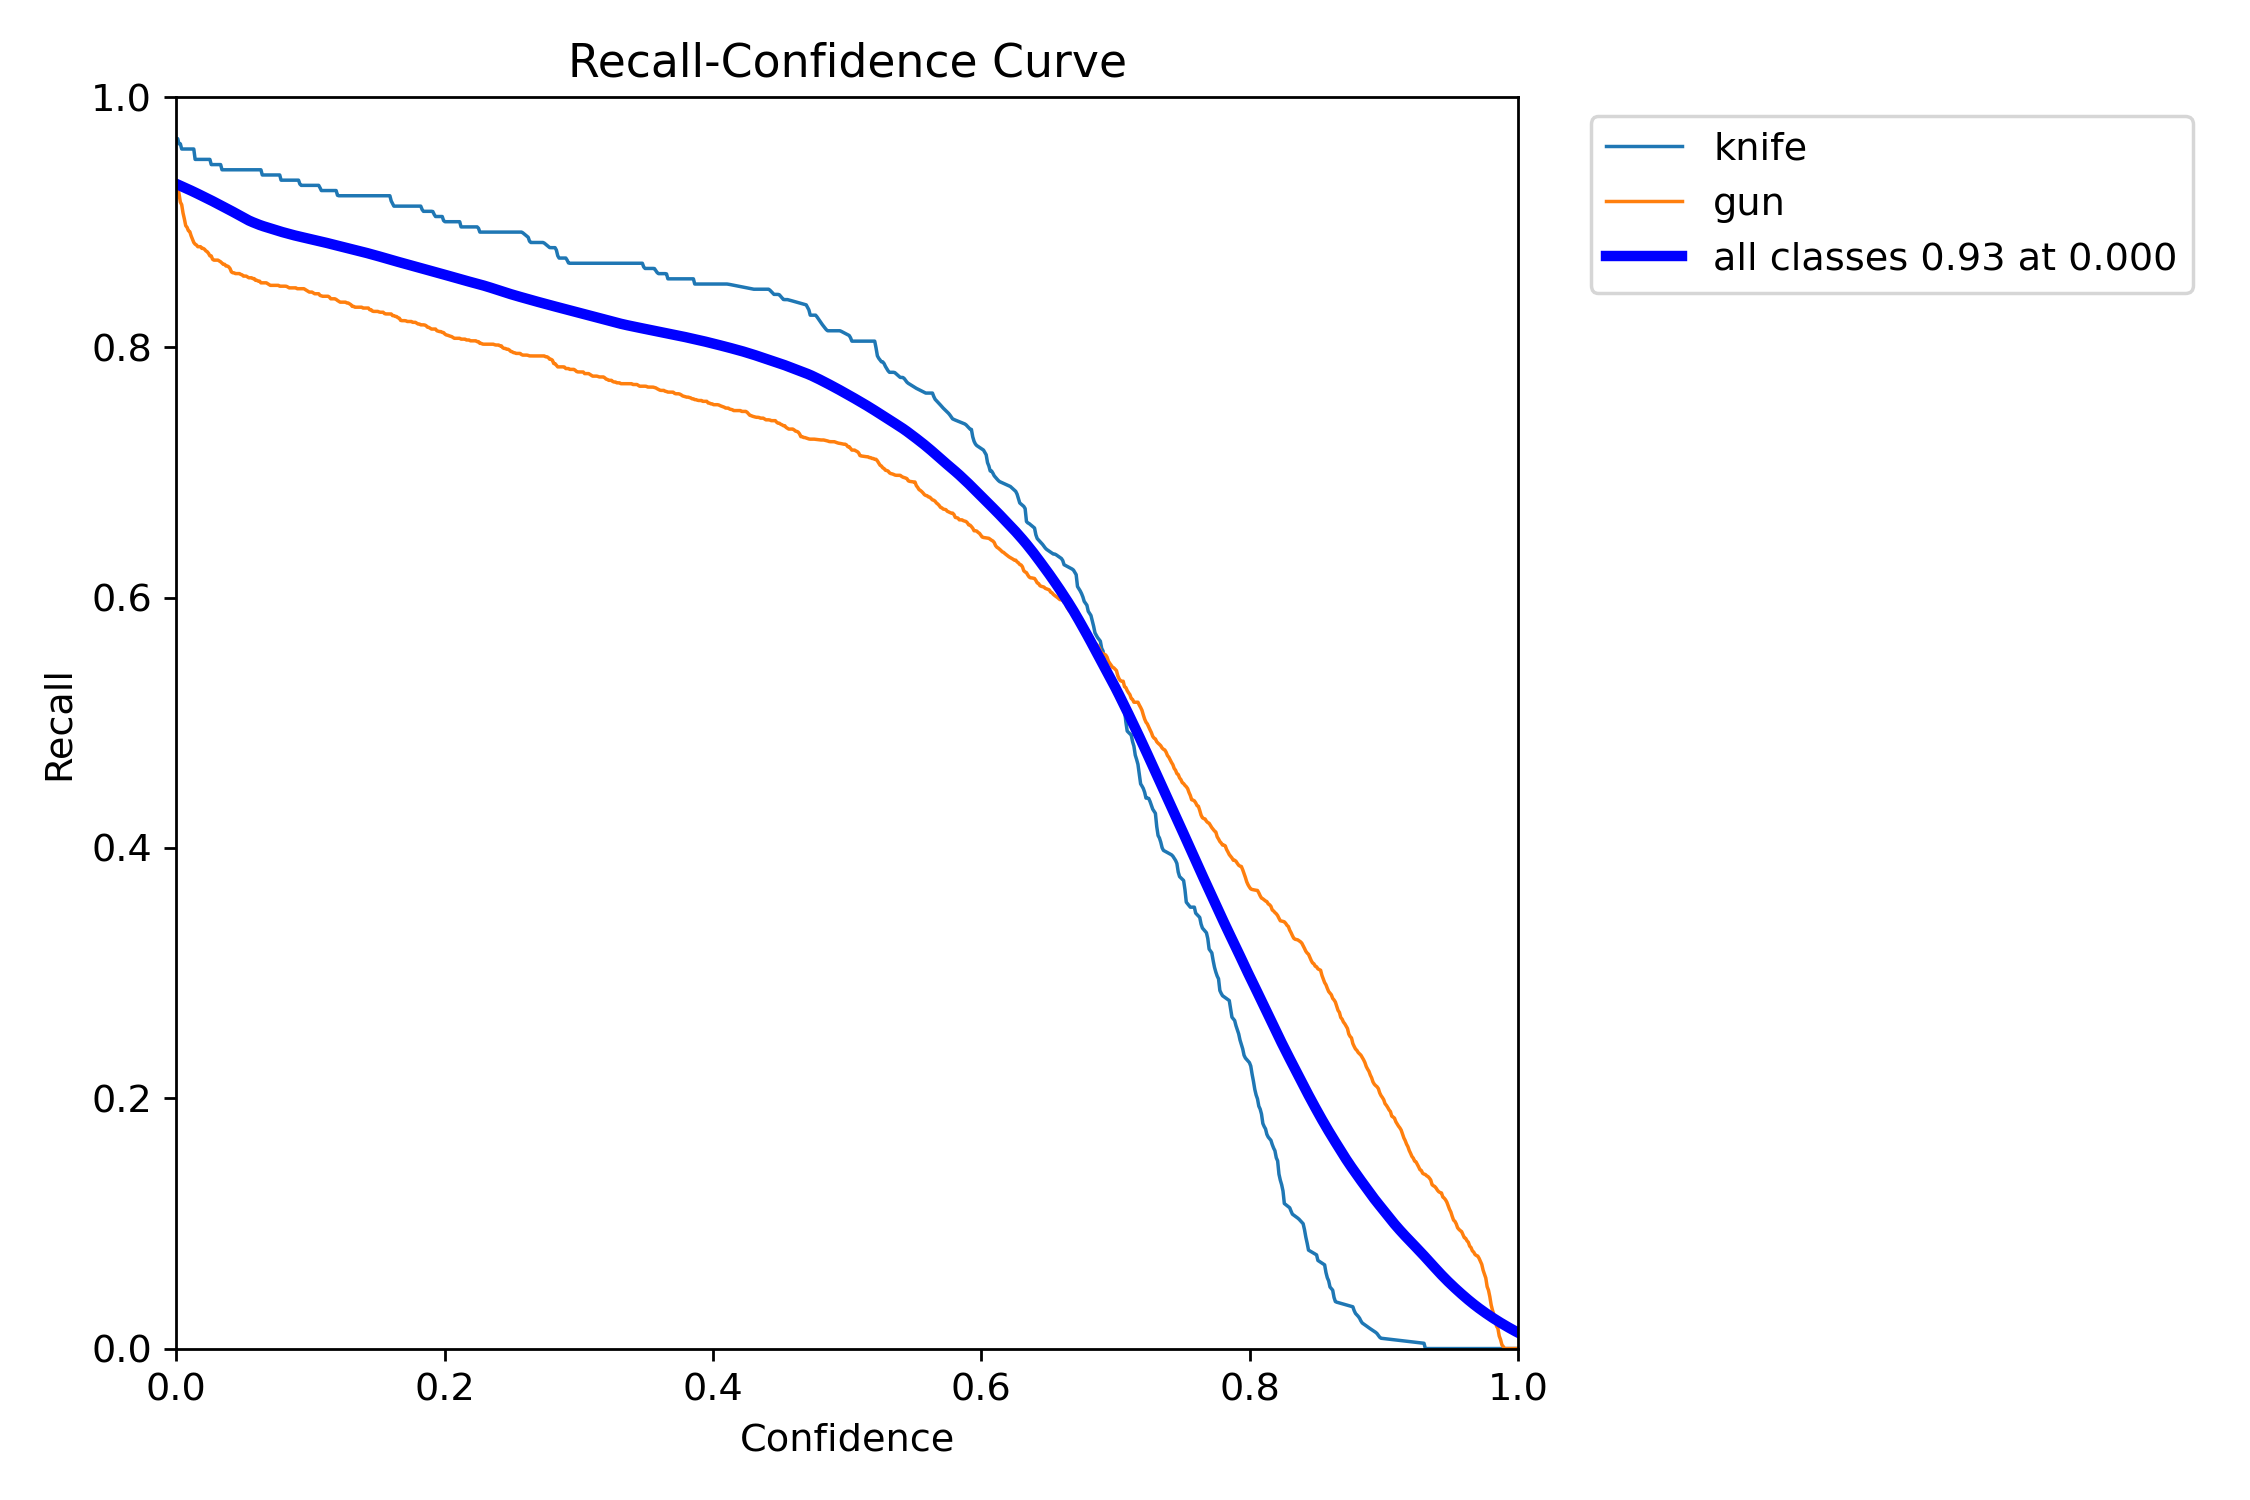 Recall-Confidence Curve
1.0
0.8
0.6
0.4
0.2
0.0
Recall
0.0 0.2 0.4 0.6 0.8 1.0
Confidence
knife
gun
all classes 0.93 at 0.000